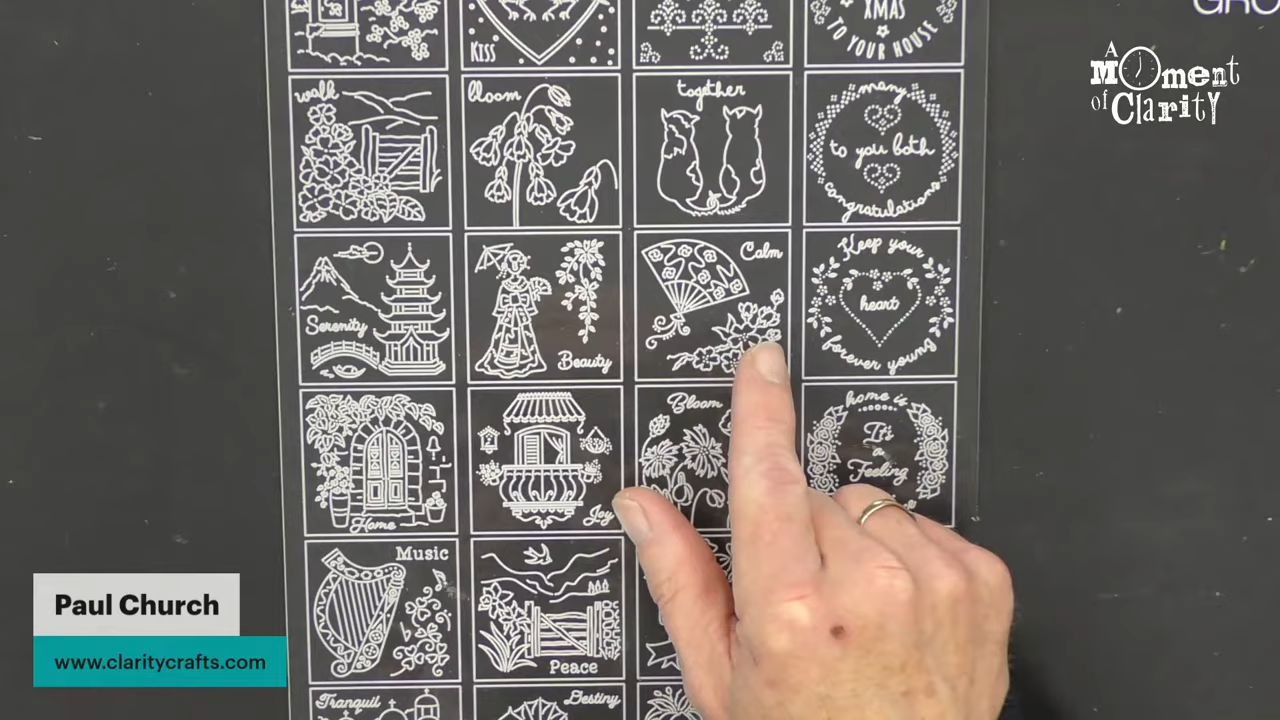 GRO
A
MOment
of ClariTY
KISS
XMAS
TO YOUR HOUSE
walk
bloom
together
many
to you both
congratulations
Serenity
Beauty
Calm
Keep your
heart
forever young
Home
Joy
Bloom
home is
It's
a
Feeling
Music
Peace
Tranquil
Destiny
Paul Church
www.claritycrafts.com